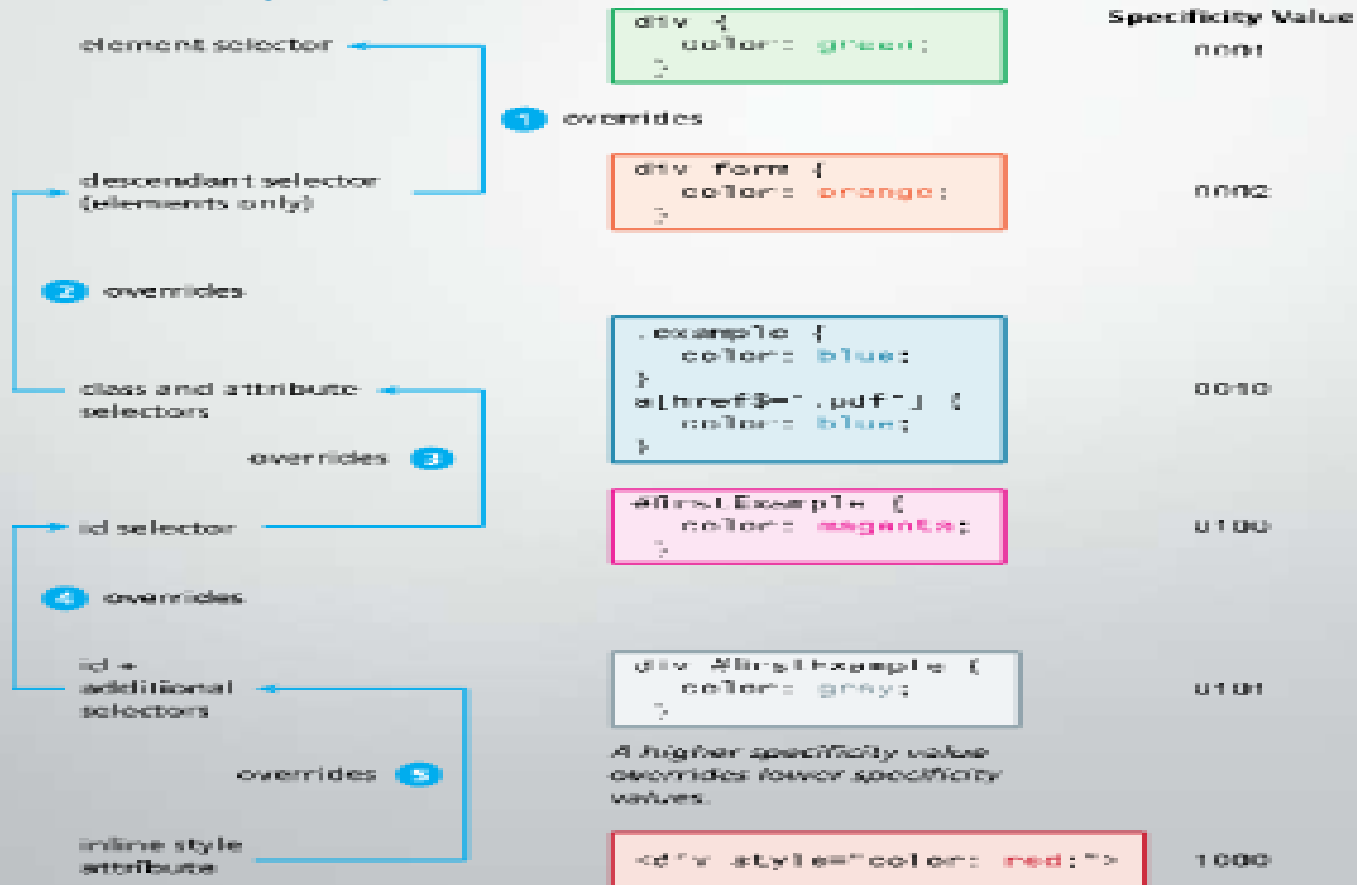 Specificity Value
element selector
div {
color: green;
}
0001
1 overrides
descendant selector
(elements only)
div form {
color: orange;
}
0002
2 overrides
class and attribute
selectors
.example {
color: blue;
}
a[href$=".pdf"] {
color: blue;
}
0010
overrides 3
id selector
#firstExample {
color: magenta;
}
0100
4 overrides
id +
additional
selectors
div #firstExample {
color: grey;
}
0101
A higher specificity value
overrides lower specificity
values.
overrides 5
inline style
attribute
<div style="color: red;">
1000